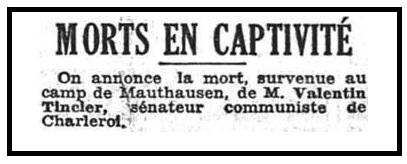 MORTS EN CAPTIVITÉ
On annonce la mort, survenue au
camp de Mauthausen, de M. Valentin
Tincler, sénateur communiste de
Charleroi.